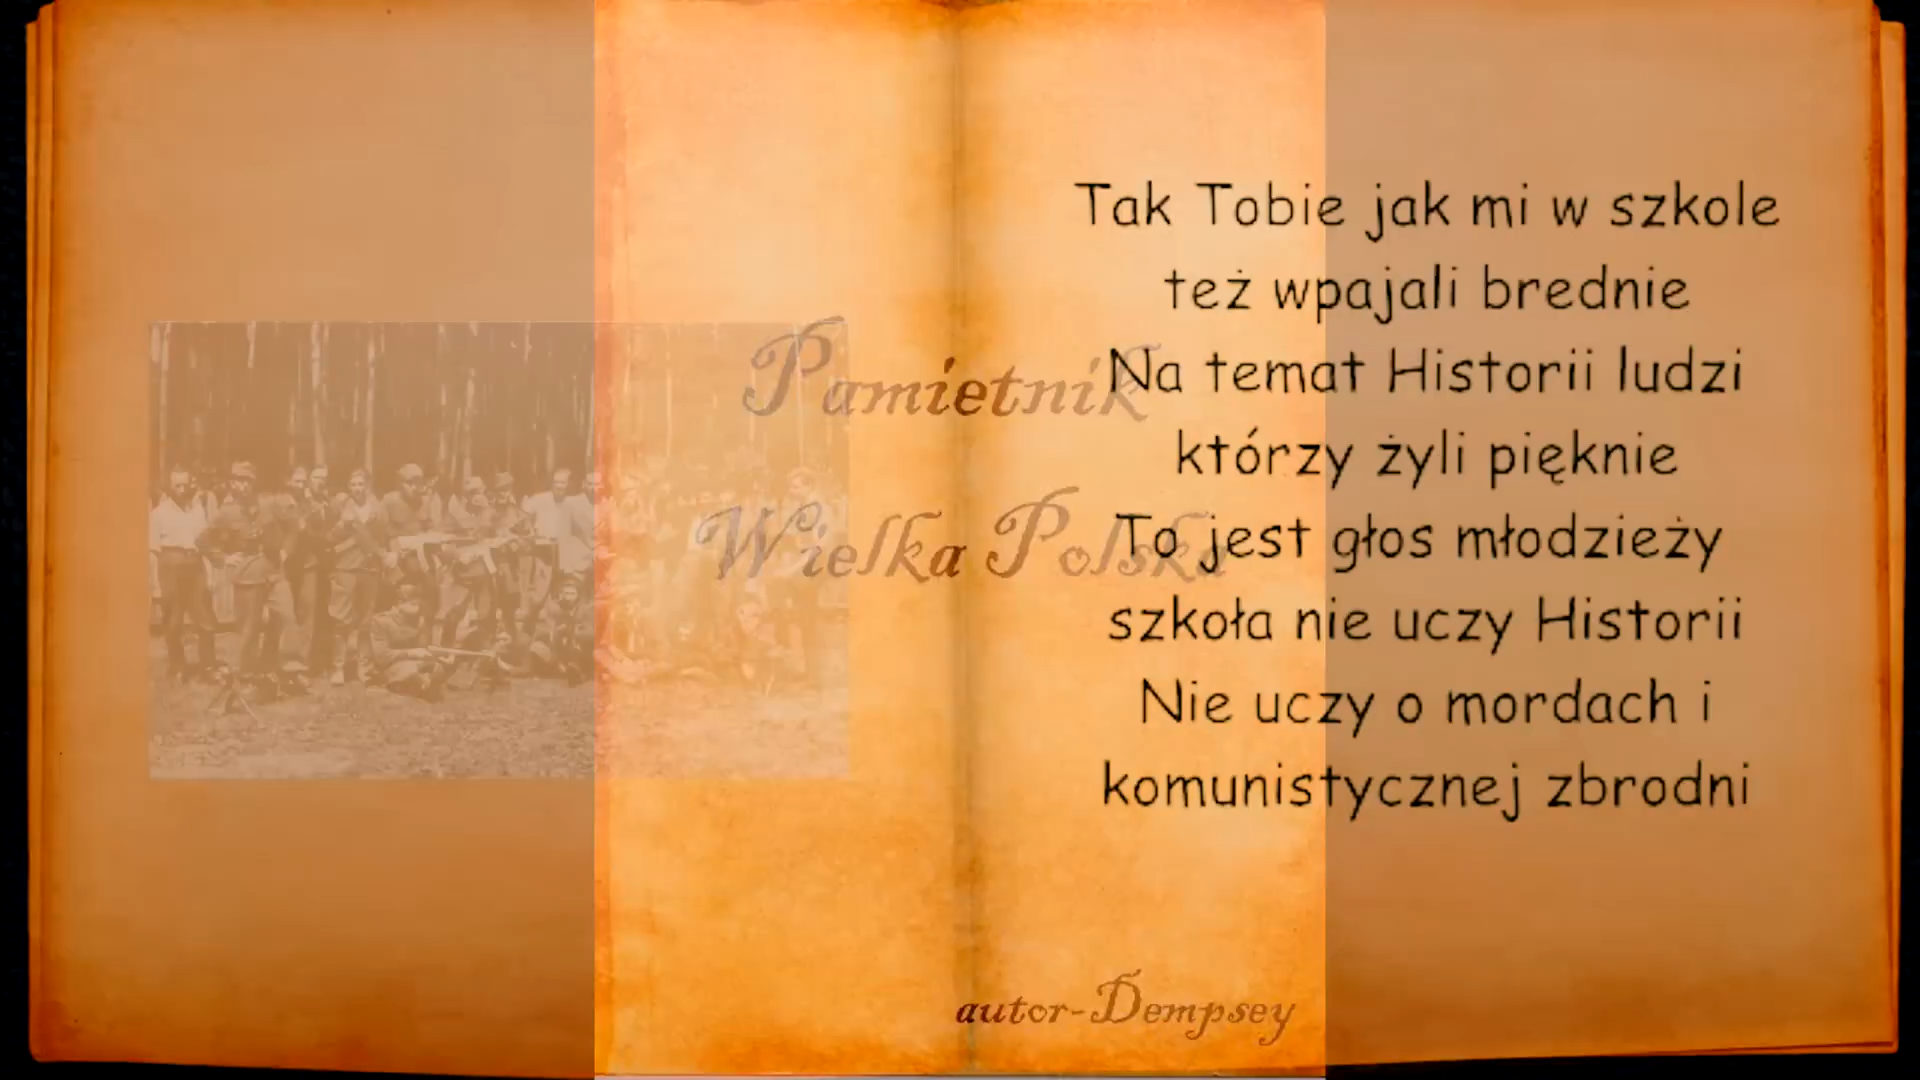 Pamietnik
Wielka Polska
autor-Dempsey
Tak Tobie jak mi w szkole
też wpajali brednie
Na temat Historii ludzi
którzy żyli pięknie
To jest głos młodzieży
szkoła nie uczy Historii
Nie uczy o mordach i
komunistycznej zbrodni